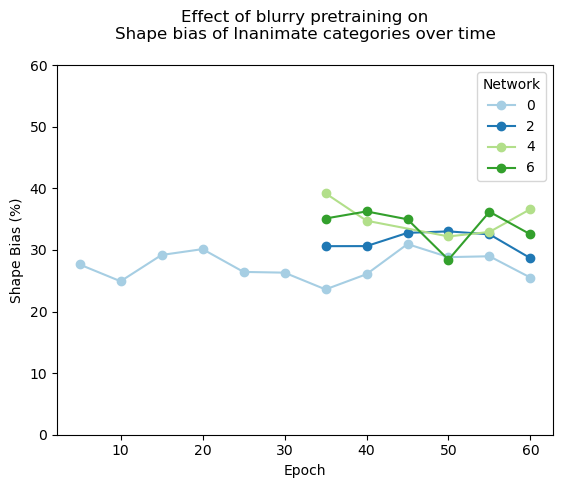 Effect of blurry pretraining on
Shape bias of Inanimate categories over time
Network
0
2
4
6
Shape Bias (%)
60
50
40
30
20
10
0
10 20 30 40 50 60
Epoch